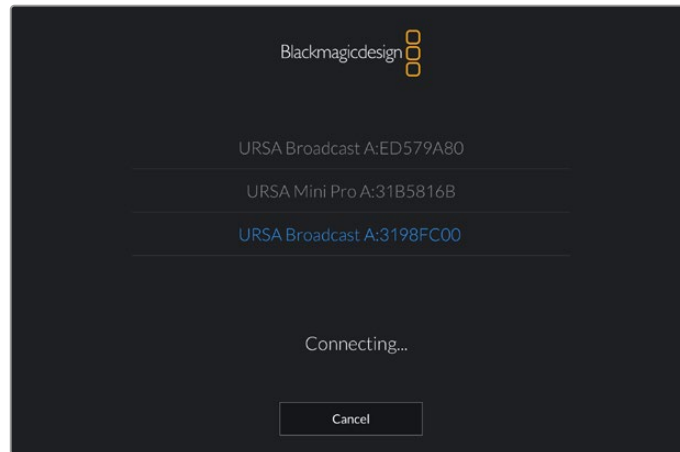 Blackmagicdesign
URSA Broadcast A:ED579A80
URSA Mini Pro A:31B5816B
URSA Broadcast A:3198FC00
Connecting...
Cancel